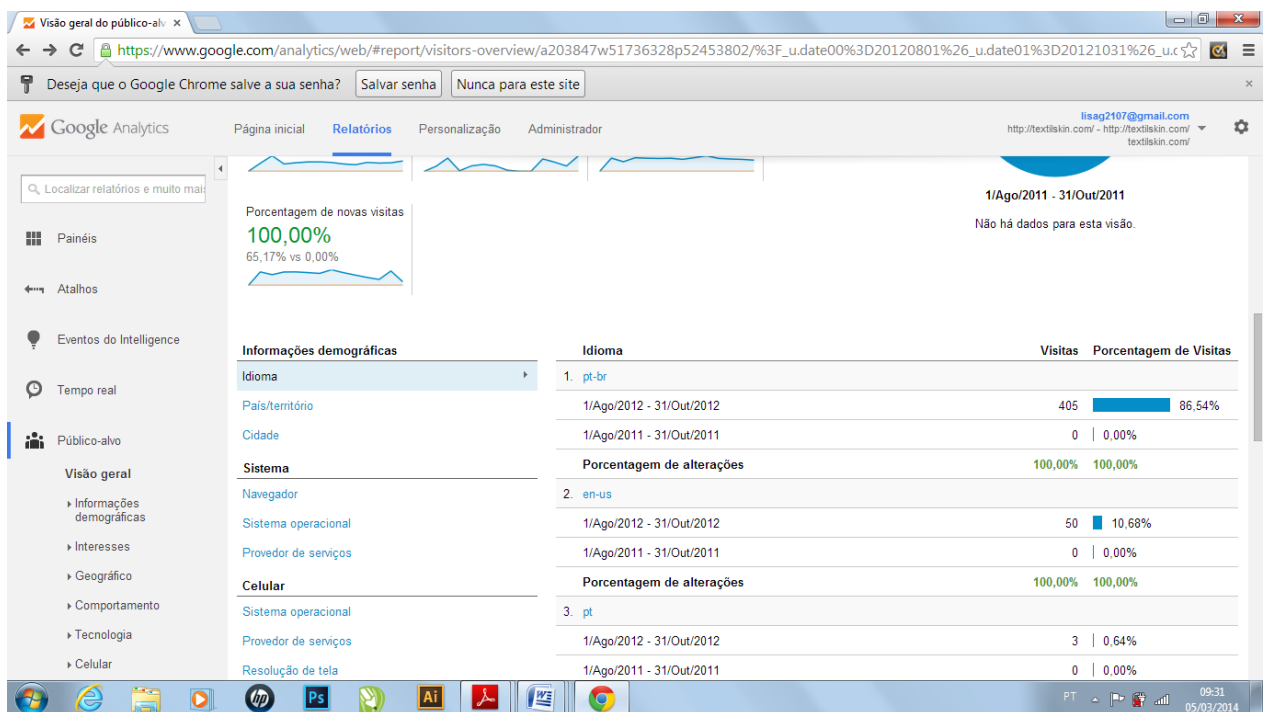 Visão geral do público-alv
https://www.google.com/analytics/web/#report/visitors-overview/a203847w51736328p52453802/%3F_u.date00%3D20120801%26_u.date01%3D20121031%26_u.c
Deseja que o Google Chrome salve a sua senha? Salvar senha Nunca para este site
Google Analytics Página inicial Relatórios Personalização Administrador
lisag2107@gmail.com
http://textilskin.com/ - http://textilskin.com/
textilskin.com/
Localizar relatórios e muito mais
Painéis
Atalhos
Eventos do Intelligence
Tempo real
Público-alvo
Visão geral
Informações
demográficas
Interesses
Geográfico
Comportamento
Tecnologia
Celular
1/Ago/2011 - 31/Out/2011
Não há dados para esta visão.
Porcentagem de novas visitas
100,00%
65,17% vs 0,00%
Informações demográficas
Idioma
País/território
Cidade
Sistema
Navegador
Sistema operacional
Provedor de serviços
Celular
Sistema operacional
Provedor de serviços
Resolução de tela
Idioma Visitas Porcentagem de Visitas
1. pt-br
1/Ago/2012 - 31/Out/2012 405 86,54%
1/Ago/2011 - 31/Out/2011 0 0,00%
Porcentagem de alterações 100,00% 100,00%
2. en-us
1/Ago/2012 - 31/Out/2012 50 10,68%
1/Ago/2011 - 31/Out/2011 0 0,00%
Porcentagem de alterações 100,00% 100,00%
3. pt
1/Ago/2012 - 31/Out/2012 3 0,64%
1/Ago/2011 - 31/Out/2011 0 0,00%
hp Ps Ai W
PT 09:31
05/03/2014